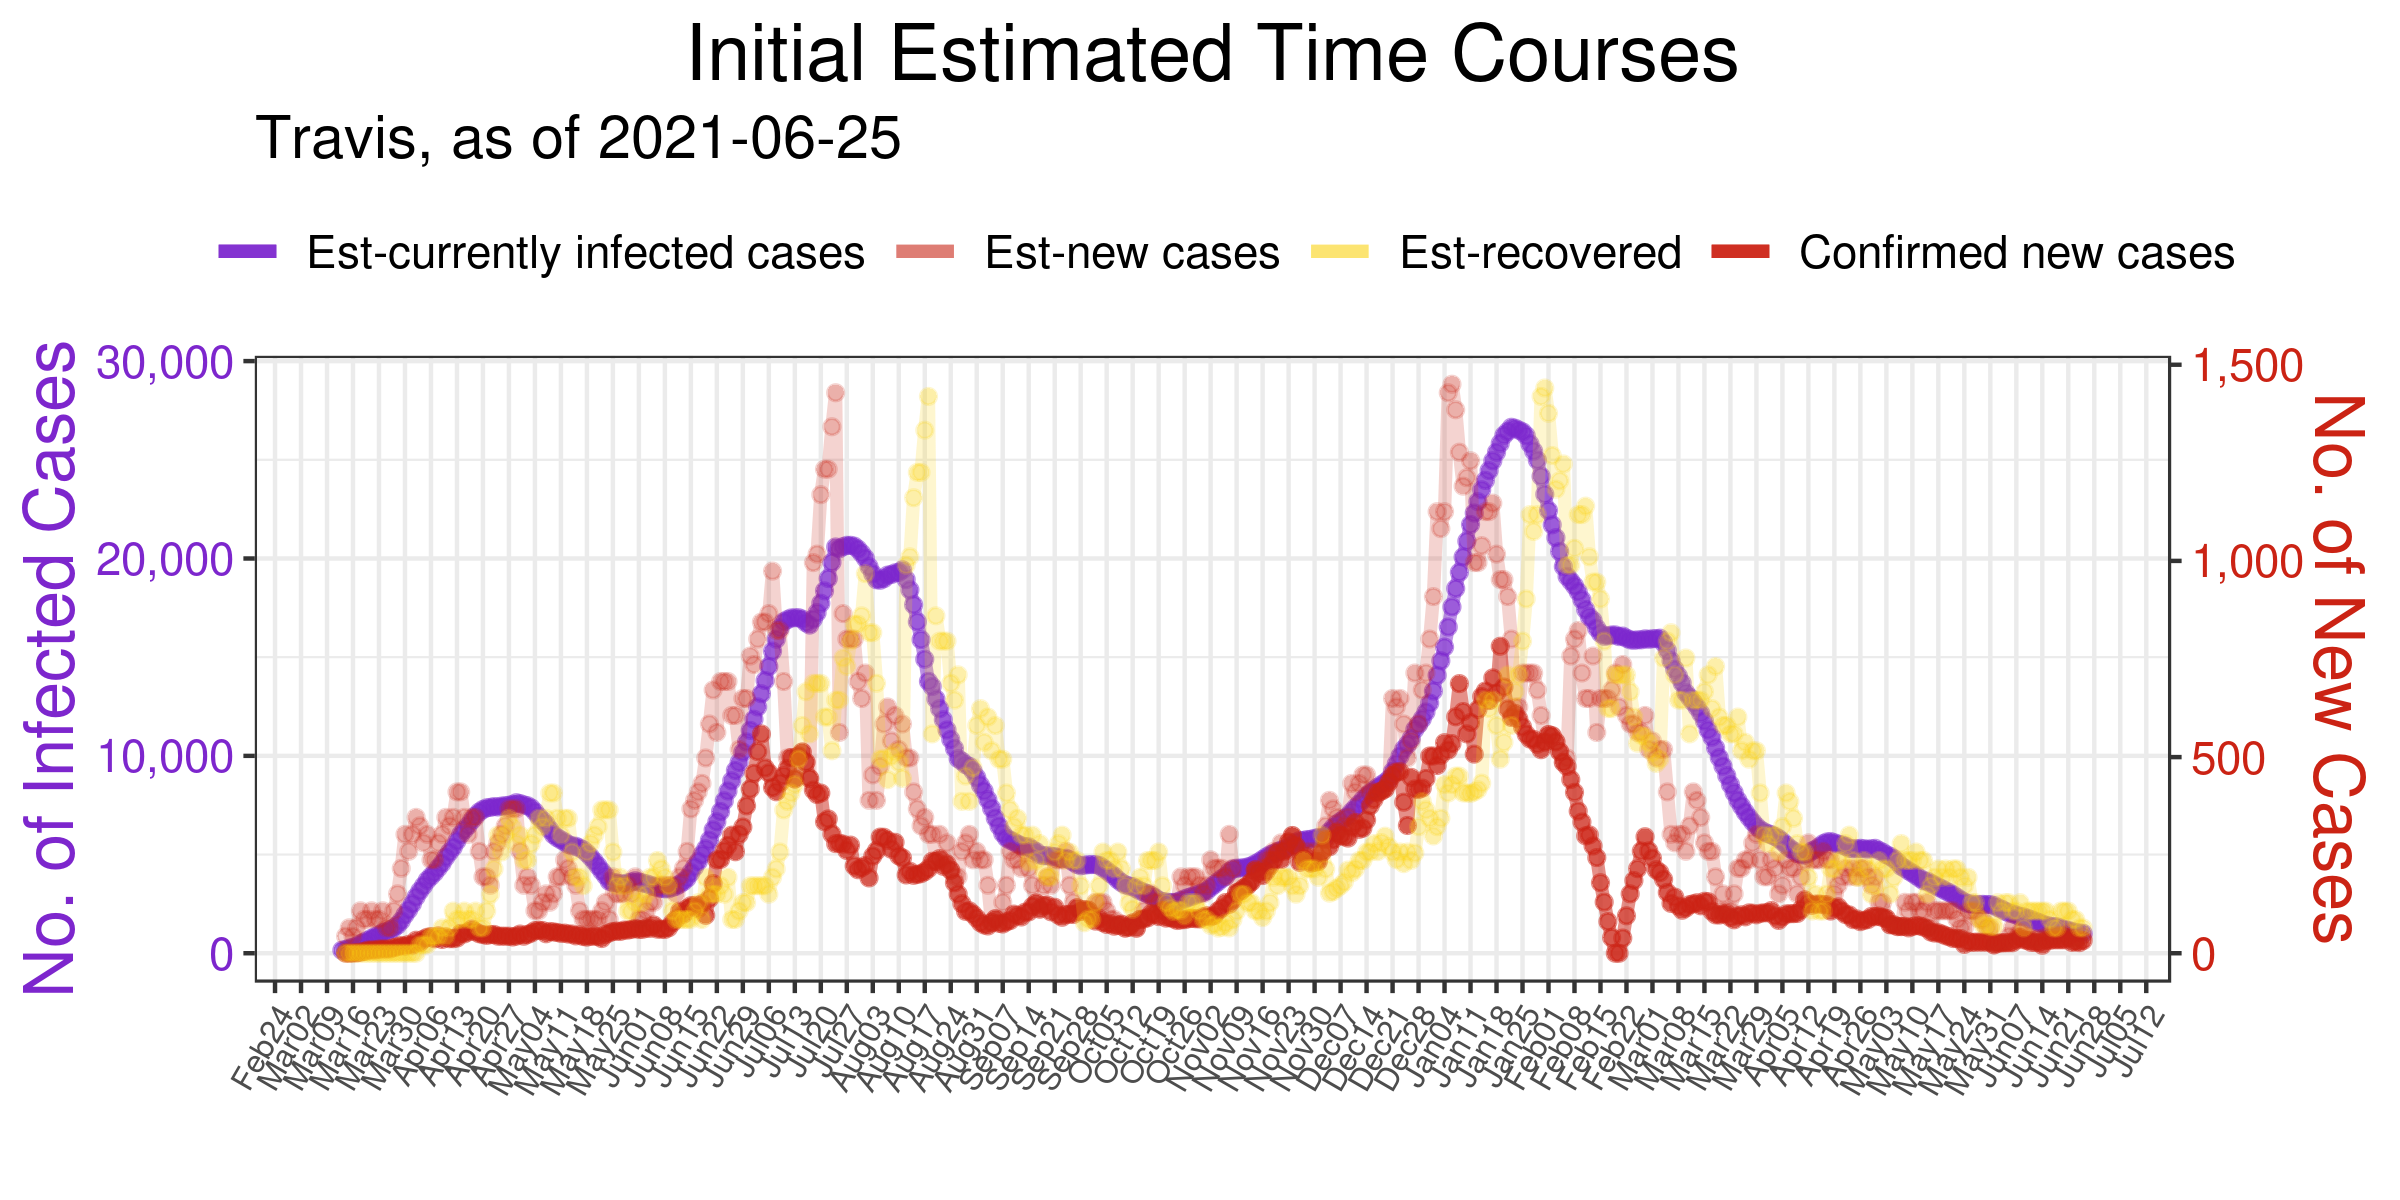 Initial Estimated Time Courses
Travis, as of 2021-06-25
Est-currently infected cases Est-new cases Est-recovered Confirmed new cases
No. of Infected Cases
30,000
20,000
10,000
0
1,500
1,000
500
0
No. of New Cases
Feb24 Mar02 Mar09 Mar16 Mar23 Mar30 Apr06 Apr13 Apr20 Apr27 May04 May11 May18 May25 Jun01 Jun08 Jun15 Jun22 Jun29 Jul06 Jul13 Jul20 Jul27 Aug03 Aug10 Aug17 Aug24 Aug31 Sep07 Sep14 Sep21 Sep28 Oct05 Oct12 Oct19 Oct26 Nov02 Nov09 Nov16 Nov23 Nov30 Dec07 Dec14 Dec21 Dec28 Jan04 Jan11 Jan18 Jan25 Feb01 Feb08 Feb15 Feb22 Mar01 Mar08 Mar15 Mar22 Mar29 Apr05 Apr12 Apr19 Apr26 May03 May10 May17 May24 May31 Jun07 Jun14 Jun21 Jun28 Jul05 Jul12